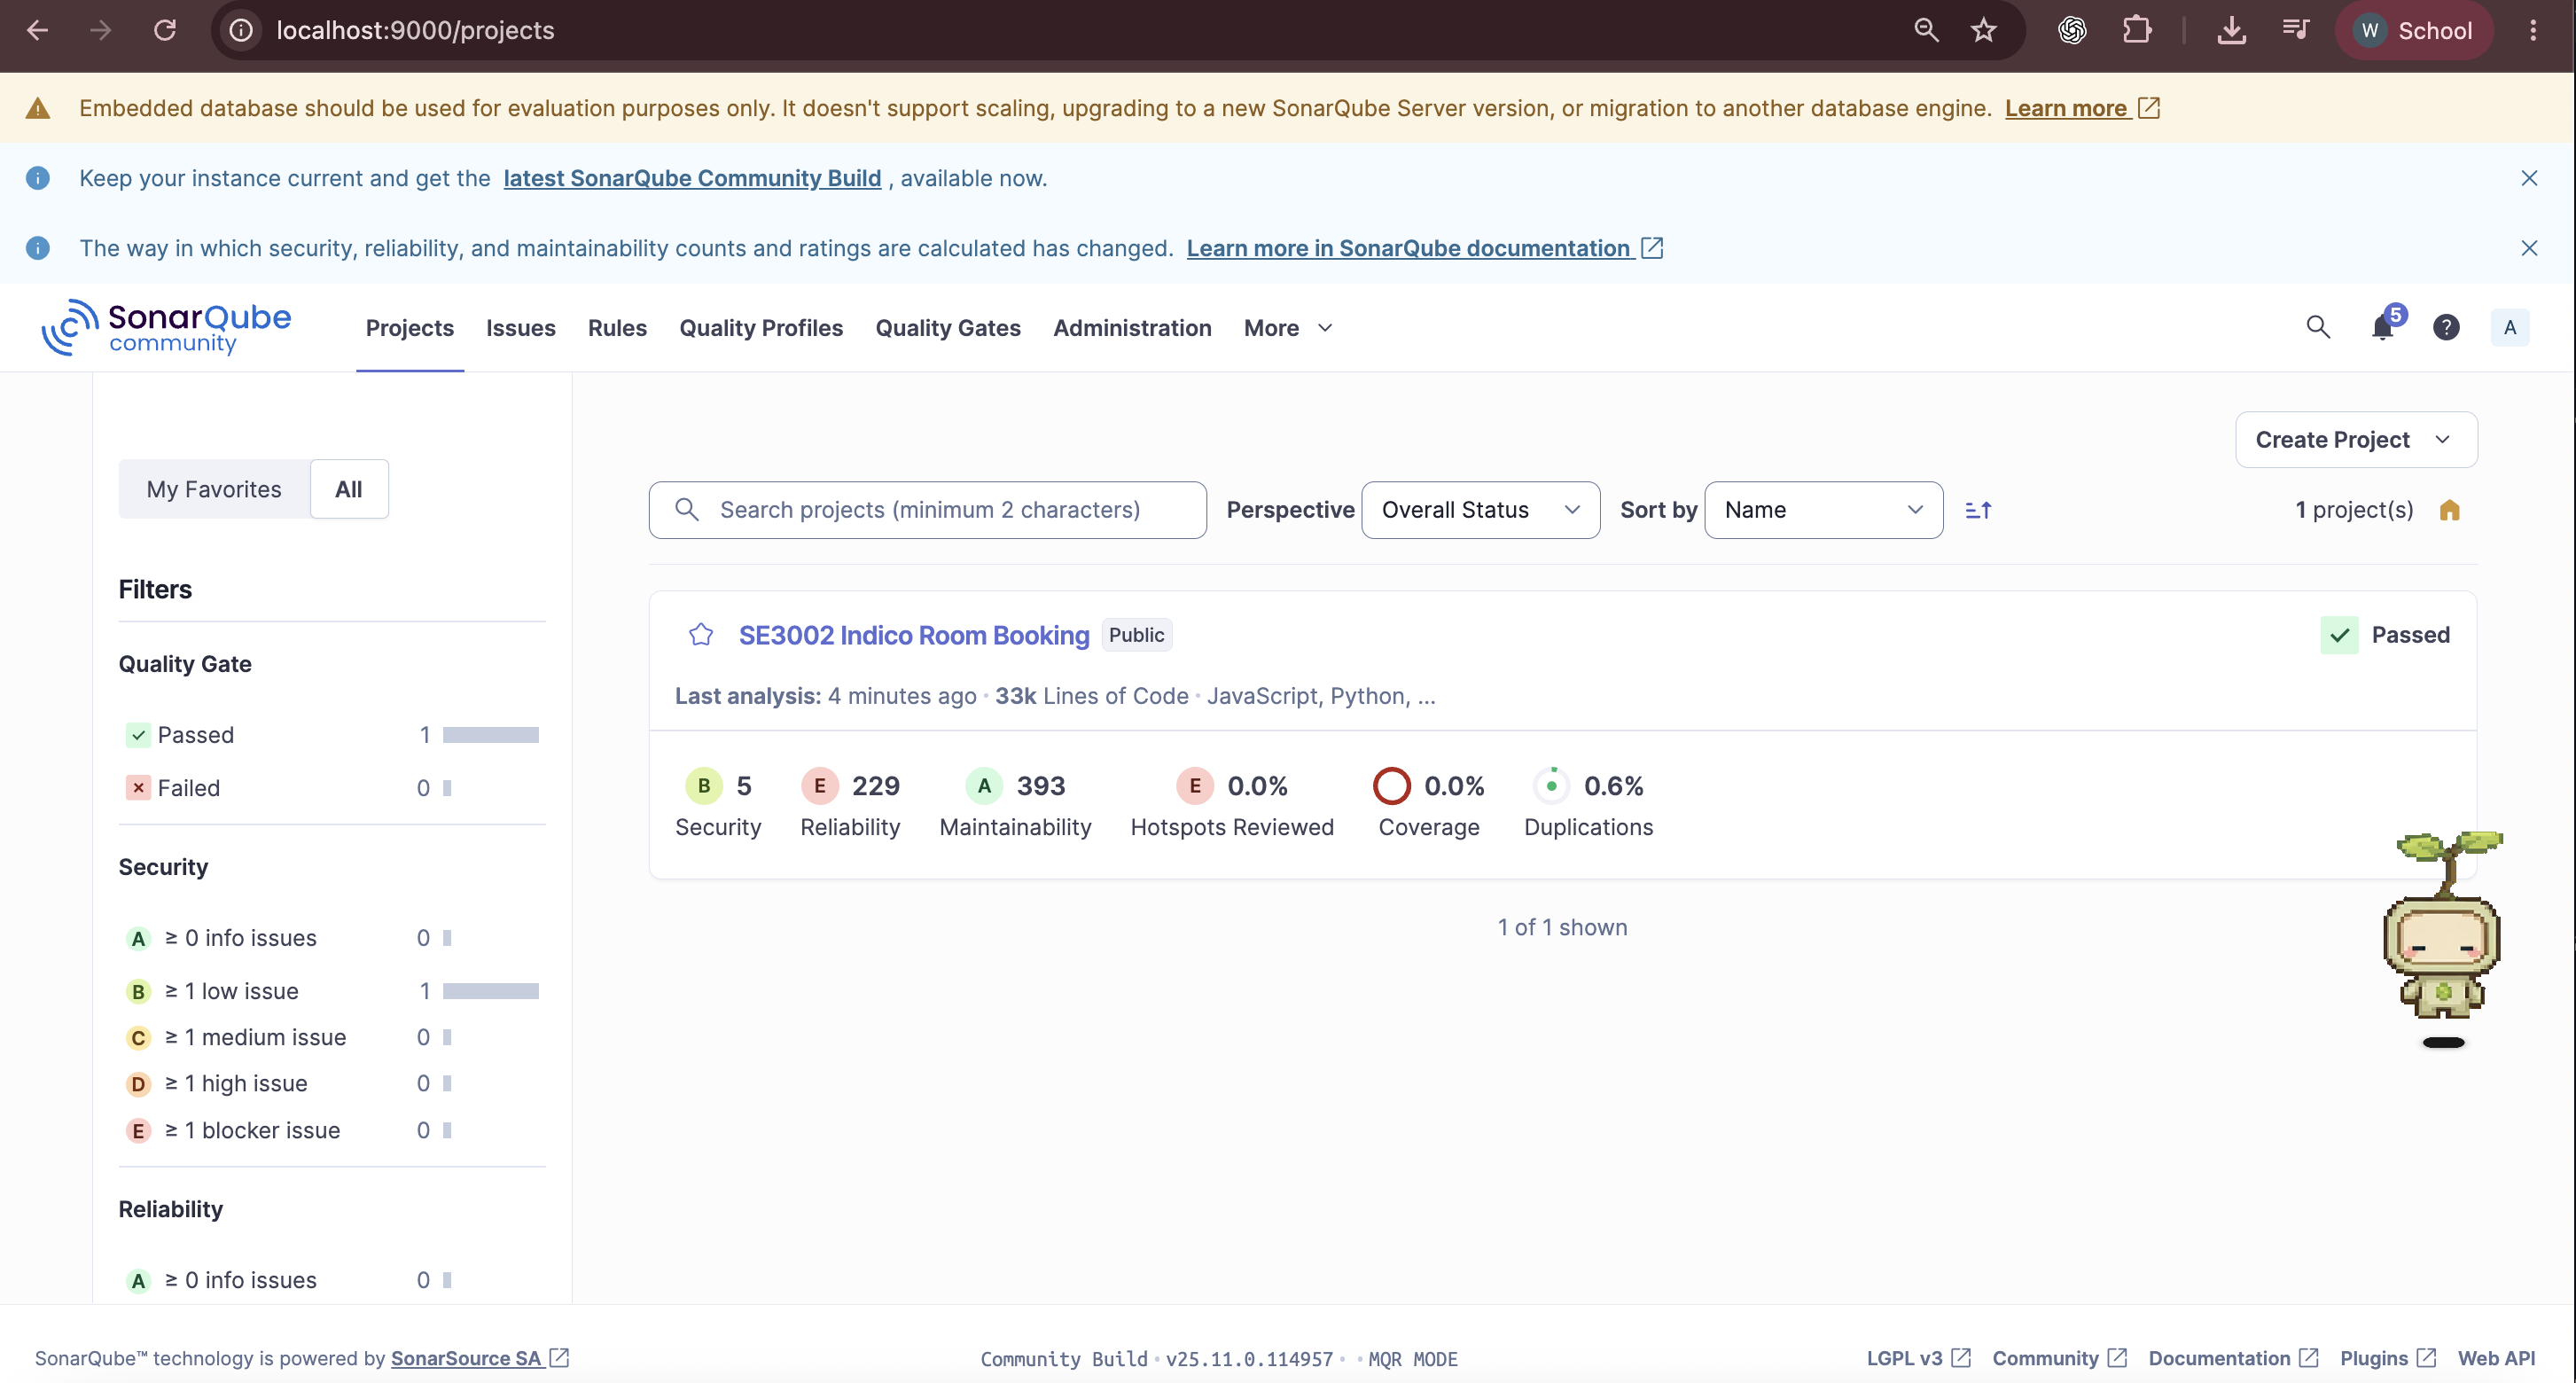 localhost:9000/projects
W School
Embedded database should be used for evaluation purposes only. It doesn't support scaling, upgrading to a new SonarQube Server version, or migration to another database engine. Learn more
Keep your instance current and get the latest SonarQube Community Build , available now.
The way in which security, reliability, and maintainability counts and ratings are calculated has changed. Learn more in SonarQube documentation
SonarQube community
Projects Issues Rules Quality Profiles Quality Gates Administration More
5
A
Create Project
My Favorites All
Search projects (minimum 2 characters) Perspective Overall Status Sort by Name 1 project(s)
Filters
Quality Gate
Passed 1
Failed 0
Security
A ≥ 0 info issues 0
B ≥ 1 low issue 1
C ≥ 1 medium issue 0
D ≥ 1 high issue 0
E ≥ 1 blocker issue 0
Reliability
A ≥ 0 info issues 0
SE3002 Indico Room Booking Public Passed
Last analysis: 4 minutes ago · 33k Lines of Code · JavaScript, Python, ...
B 5 E 229 A 393 E 0.0% 0.0% 0.6%
Security Reliability Maintainability Hotspots Reviewed Coverage Duplications
1 of 1 shown
SonarQube™ technology is powered by SonarSource SA
Community Build · v25.11.0.114957 · · MQR MODE
LGPL v3 Community Documentation Plugins Web API